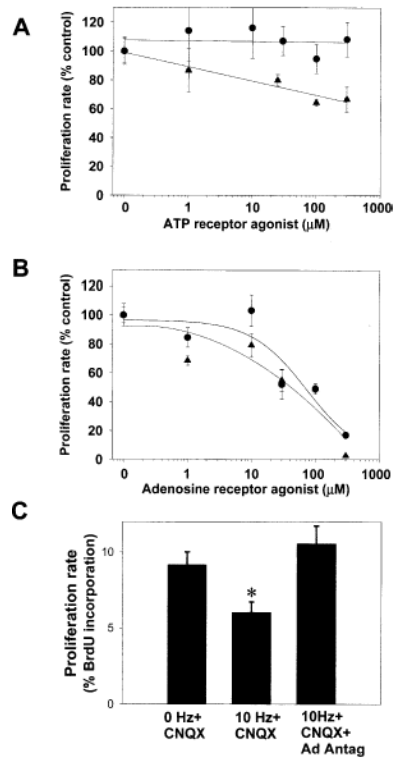 A
Proliferation rate (% control)
120
100
80
60
40
20
0
0 1 10 100 1000
ATP receptor agonist (µM)
B
Proliferation rate (% control)
120
100
80
60
40
20
0
0 1 10 100 1000
Adenosine receptor agonist (µM)
C
Proliferation rate
(% BrdU incorporation)
10
5
0
*
0 Hz+ 10 Hz+ 10Hz+
CNQX CNQX CNQX+
Ad Antag